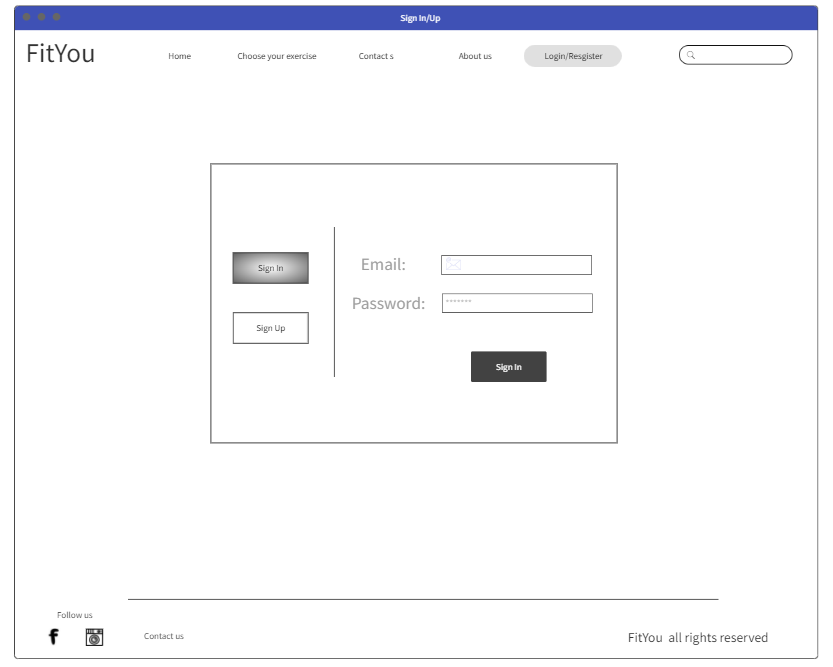 Sign In/Up
FitYou
Home
Choose your exercise
Contact s
About us
Login/Resgister
Sign In
Email:
Password:
*******
Sign Up
Sign In
Follow us
f
Contact us
FitYou all rights reserved